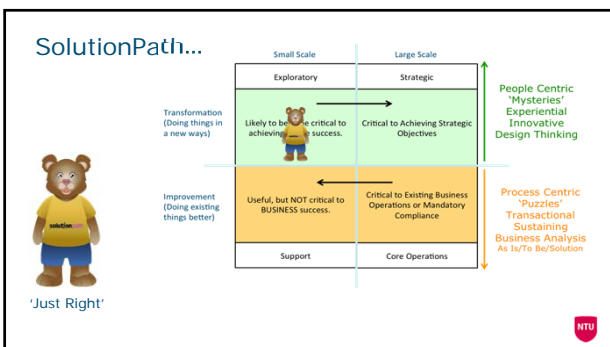 SolutionPath...
Small Scale
Large Scale
Exploratory
Strategic
Transformation
(Doing things in
a new ways)
Likely to critical to
achieving success.
Critical to Achieving Strategic
Objectives
People Centric
'Mysteries'
Experiential
Innovative
Design Thinking
Improvement
(Doing existing
things better)
Useful, but NOT critical to
BUSINESS success.
Critical to Existing Business
Operations or Mandatory
Compliance
Support
Core Operations
Process Centric
'Puzzles'
Transactional
Sustaining
Business Analysis
As Is/To Be/Solution
solutionpath
'Just Right'
NTU